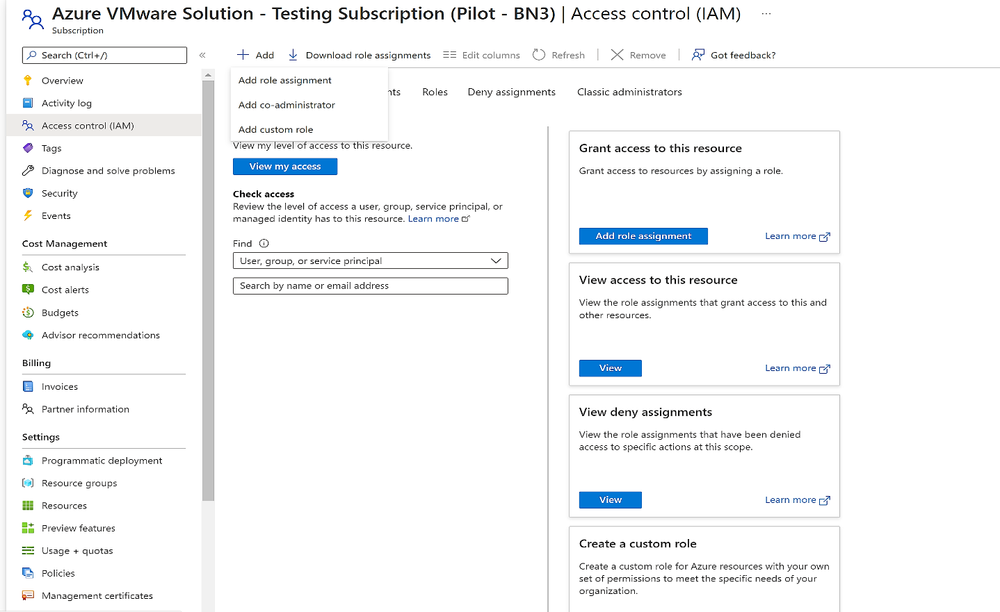 Azure VMware Solution - Testing Subscription (Pilot - BN3) | Access control (IAM) ...
Subscription
Search (Ctrl+/)
«
Add
Download role assignments
Edit columns
Refresh
Remove
Got feedback?
Overview
Activity log
Access control (IAM)
Tags
Diagnose and solve problems
Security
Events
Cost Management
Cost analysis
Cost alerts
Budgets
Advisor recommendations
Billing
Invoices
Partner information
Settings
Programmatic deployment
Resource groups
Resources
Preview features
Usage + quotas
Policies
Management certificates
Add role assignment
Add co-administrator
Add custom role
nts
Roles
Deny assignments
Classic administrators
View my level of access to this resource.
View my access
Check access
Review the level of access a user, group, service principal, or
managed identity has to this resource. Learn more
Find
User, group, or service principal
Search by name or email address
Grant access to this resource
Grant access to resources by assigning a role.
Add role assignment
Learn more
View access to this resource
View the role assignments that grant access to this and
other resources.
View
Learn more
View deny assignments
View the role assignments that have been denied
access to specific actions at this scope.
View
Learn more
Create a custom role
Create a custom role for Azure resources with your own
set of permissions to meet the specific needs of your
organization.